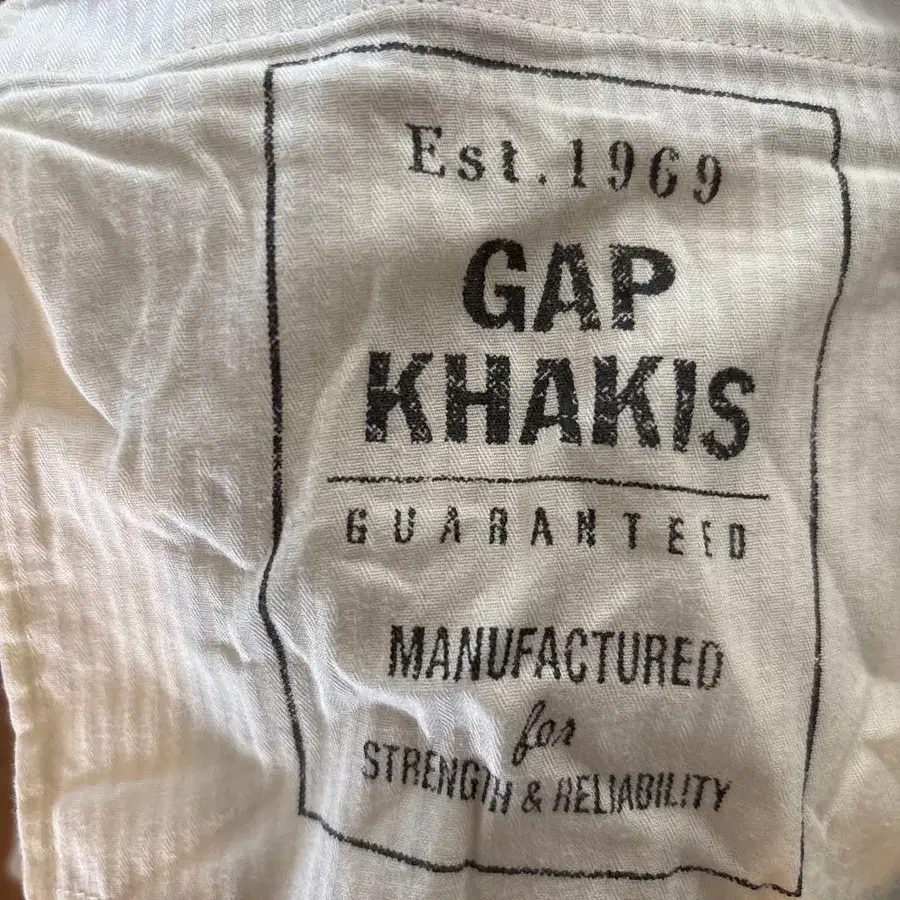 Est. 1969
GAP
KHAKIS
GUARANTEED
MANUFACTURED
for
STRENGTH & RELIABILITY